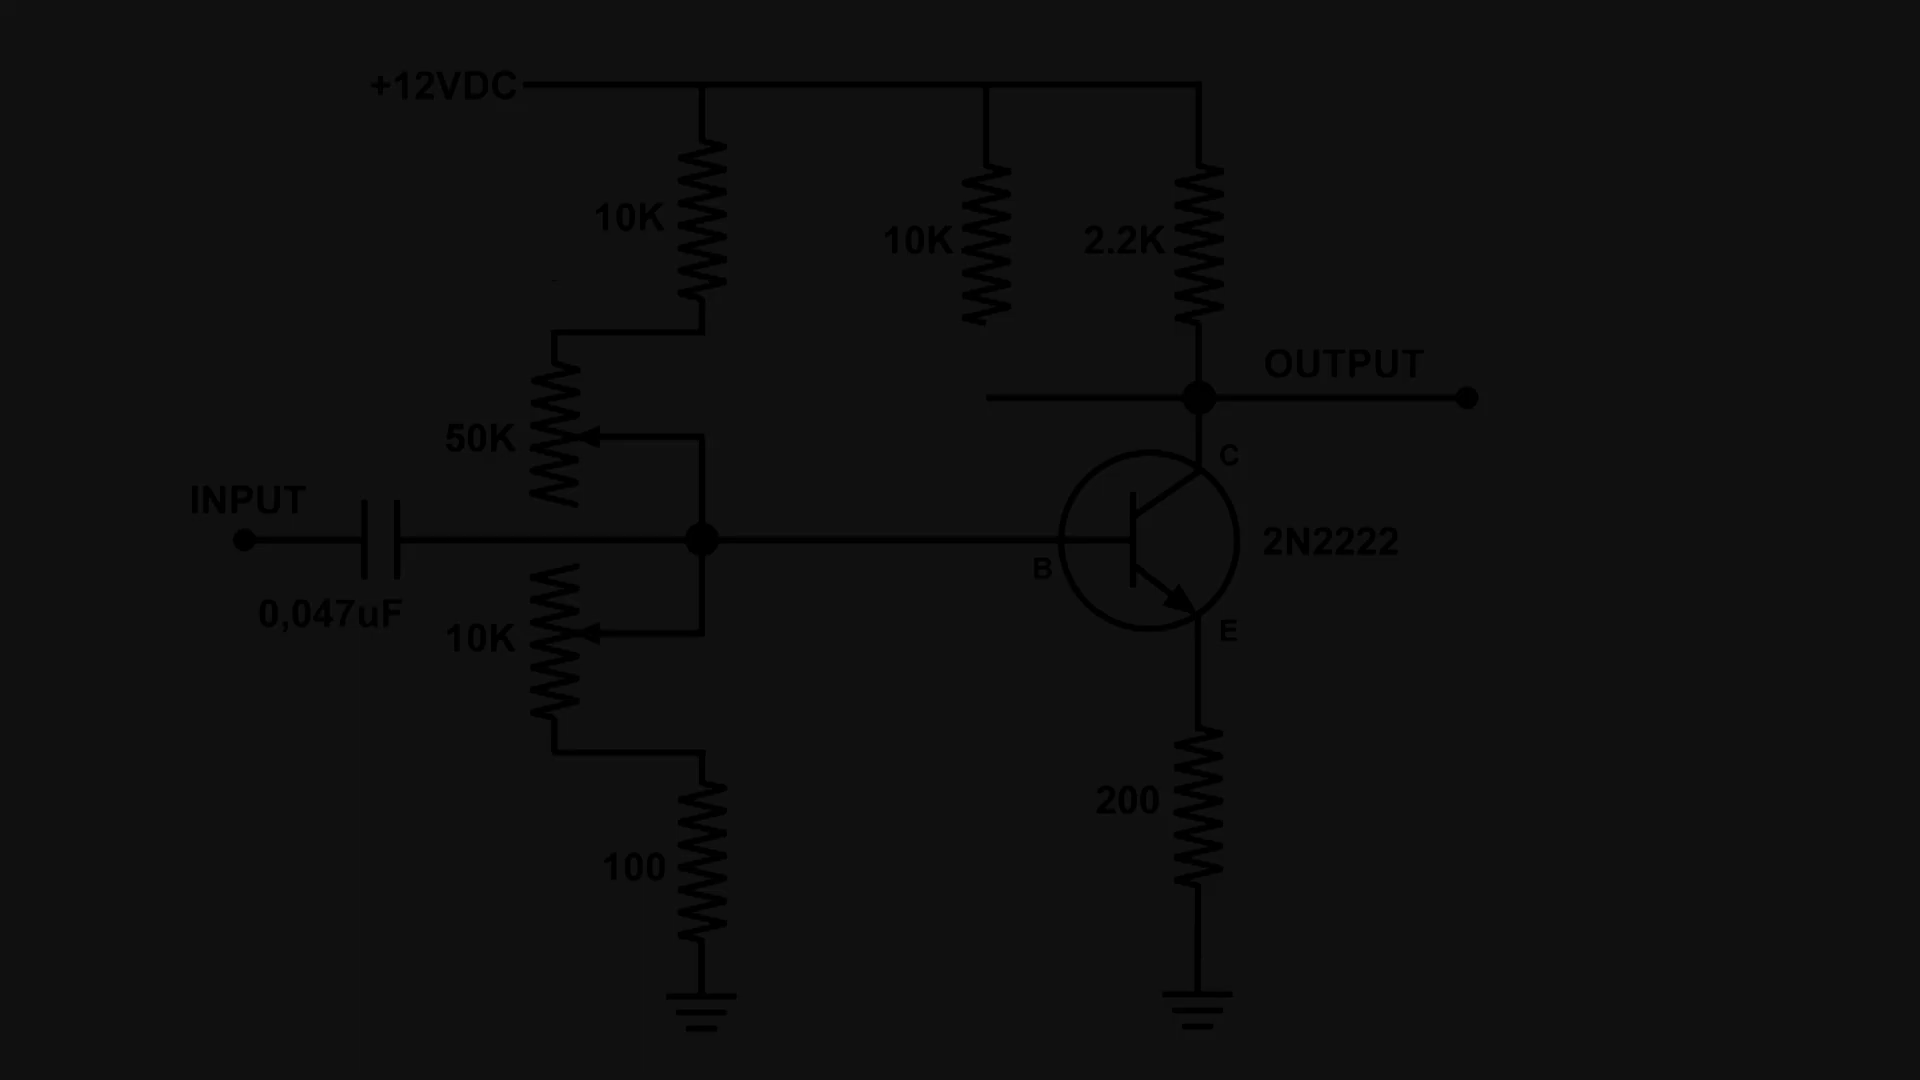 +12VDC
10K
10K
2.2K
OUTPUT
50K
C
INPUT
2N2222
B
0,047uF
10K
E
200
100